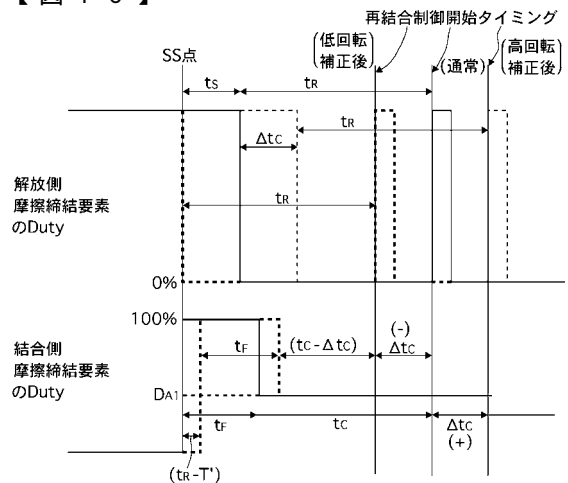 【図10】
再結合制御開始タイミング
SS点
(低回転
補正後)
(通常)
(高回転
補正後)
tS
tR
tR
ΔtC
tR
解放側
摩擦締結要素
のDuty
0%
100%
結合側
摩擦締結要素
のDuty
DA1
tF
(tC-ΔtC)
(-)
ΔtC
tF
tC
ΔtC
(+)
(tR-T')